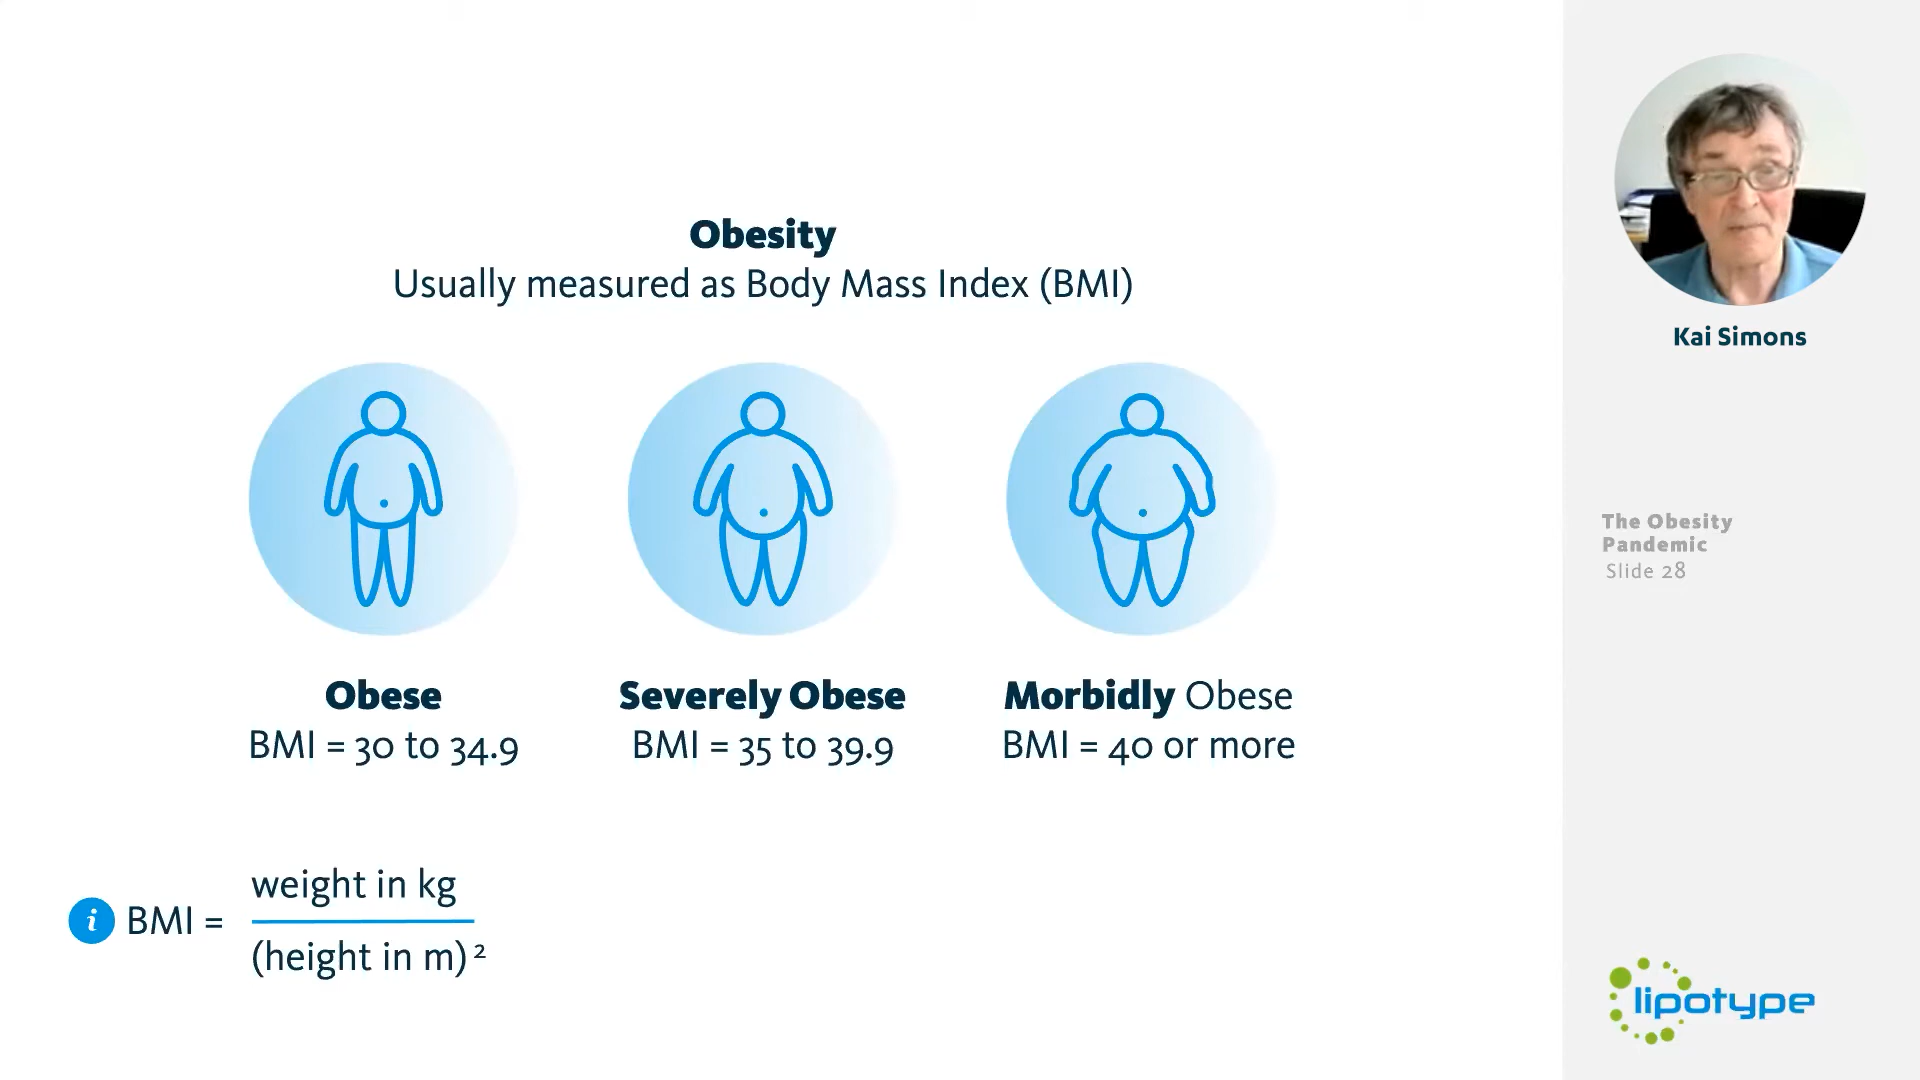 Obesity
Usually measured as Body Mass Index (BMI)
Obese
BMI = 30 to 34.9
Severely Obese
BMI = 35 to 39.9
Morbidly Obese
BMI = 40 or more
i BMI =
weight in kg
(height in m)²
Kai Simons
The Obesity
Pandemic
Slide 28
lipotype